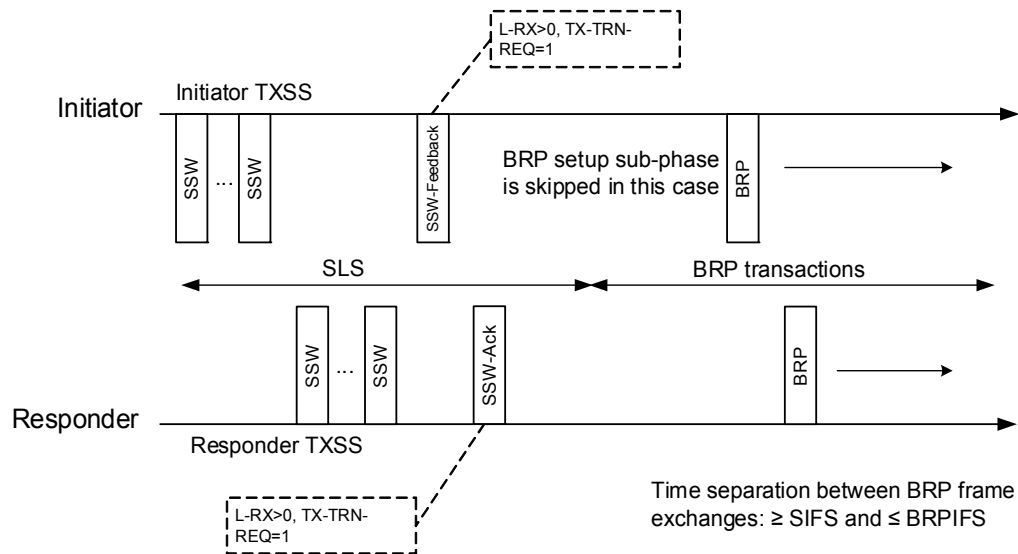 L-RX>0, TX-TRN-
REQ=1
Initiator TXSS
Initiator
SSW
...
SSW
SSW-Feedback
BRP setup sub-phase
is skipped in this case
BRP
SLS
BRP transactions
SSW
...
SSW
SSW-Ack
BRP
Responder
Responder TXSS
L-RX>0, TX-TRN-
REQ=1
Time separation between BRP frame
exchanges: ≥ SIFS and ≤ BRPIFS